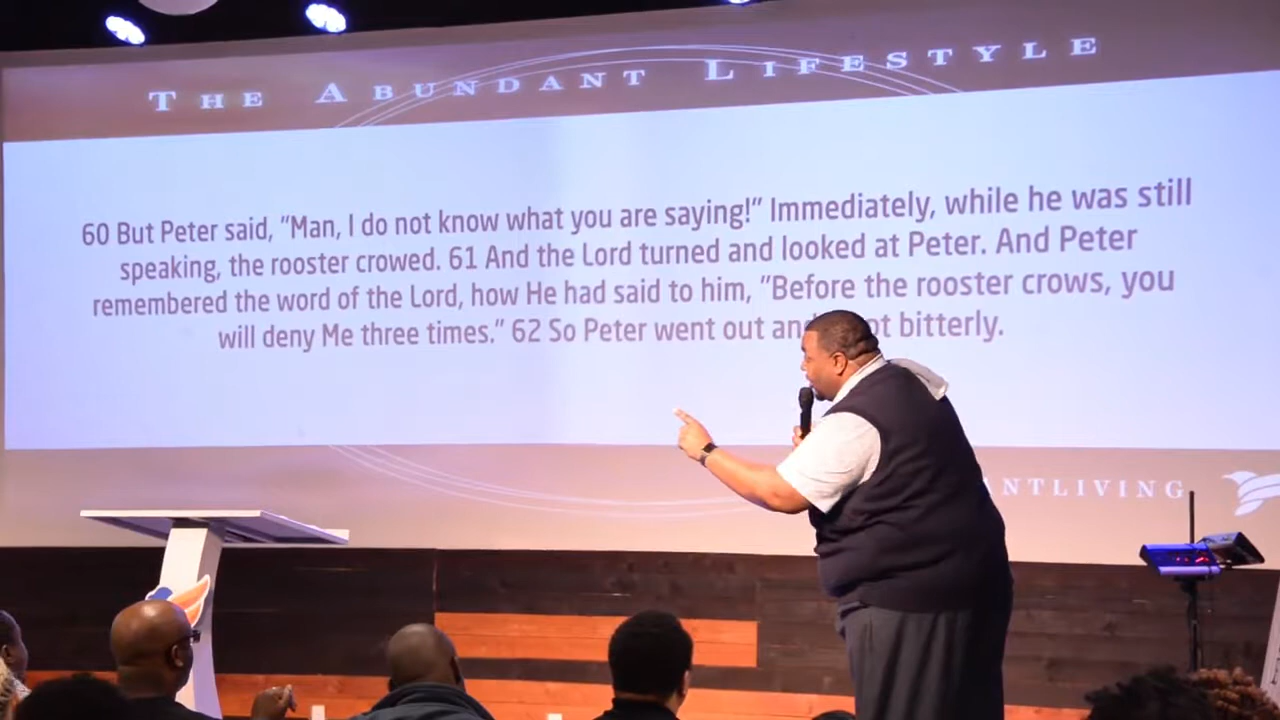 THE ABUNDANT LIFESTYLE
60 But Peter said, "Man, I do not know what you are saying!" Immediately, while he was still
speaking, the rooster crowed. 61 And the Lord turned and looked at Peter. And Peter
remembered the word of the Lord, how He had said to him, "Before the rooster crows, you
will deny Me three times." 62 So Peter went out bitterly.
ANTLIVING